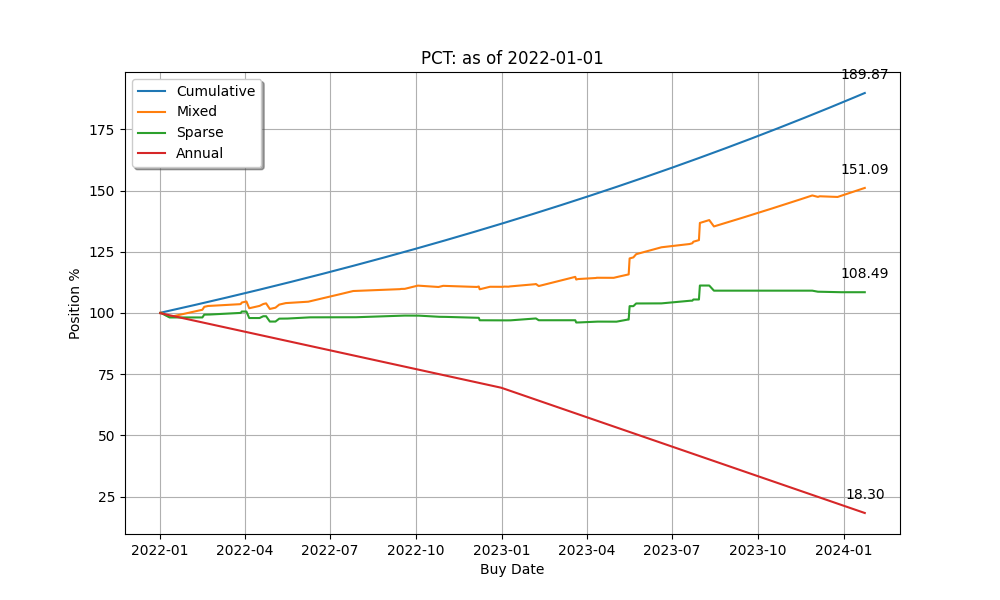 PCT: as of 2022-01-01
Cumulative
Mixed
Sparse
Annual
189.87
151.09
108.49
18.30
Position %
175
150
125
100
75
50
25
2022-01 2022-04 2022-07 2022-10 2023-01 2023-04 2023-07 2023-10 2024-01
Buy Date